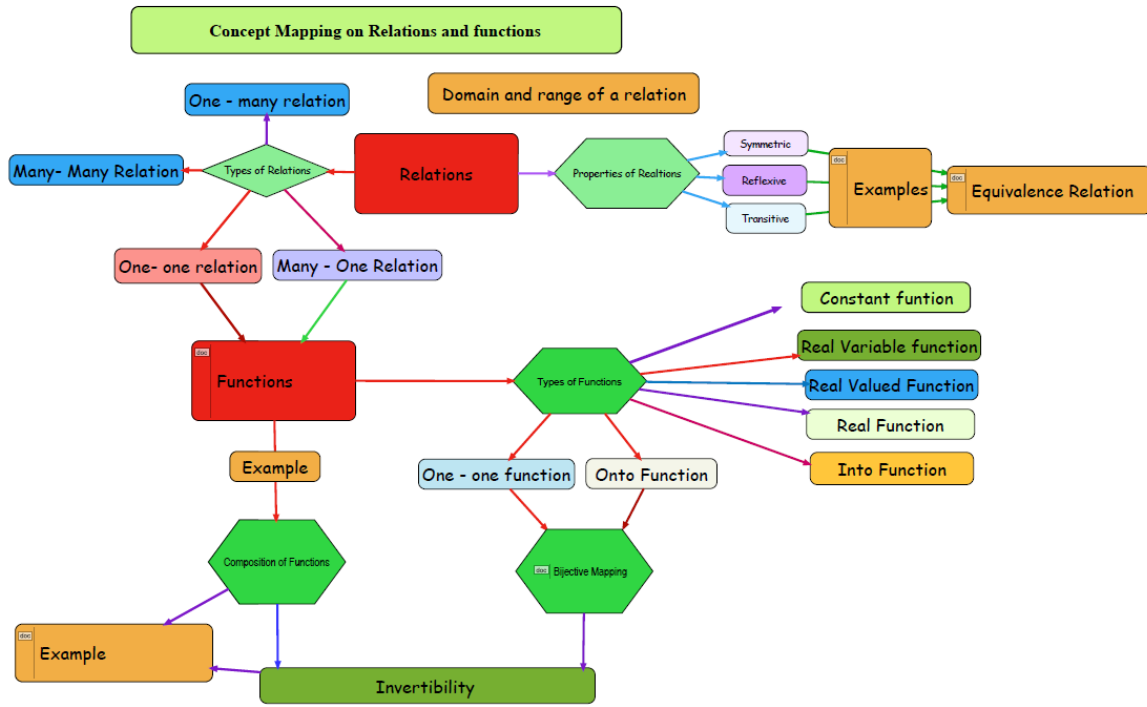 Concept Mapping on Relations and functions
Domain and range of a relation
One - many relation
Many- Many Relation
Types of Relations
Relations
Properties of Realtions
Symmetric
Reflexive
Transitive
doc
Examples
doc
Equivalence Relation
One- one relation
Many - One Relation
Constant funtion
doc
Functions
Types of Functions
Real Variable function
Real Valued Function
Real Function
Into Function
Example
One - one function
Onto Function
Composition of Functions
doc
Bijective Mapping
doc
Example
Invertibility